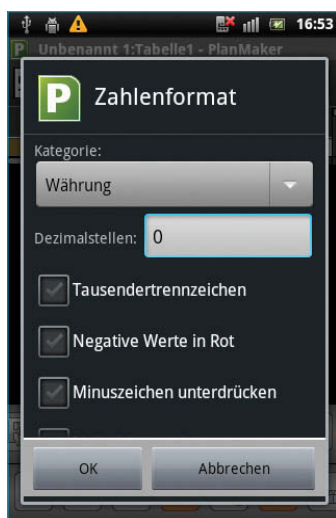 16:53
Unbenannt 1:Tabelle1 - PlanMaker
P Zahlenformat
Kategorie:
Währung
Dezimalstellen: 0
Tausendertrennzeichen
Negative Werte in Rot
Minuszeichen unterdrücken
OK Abbrechen